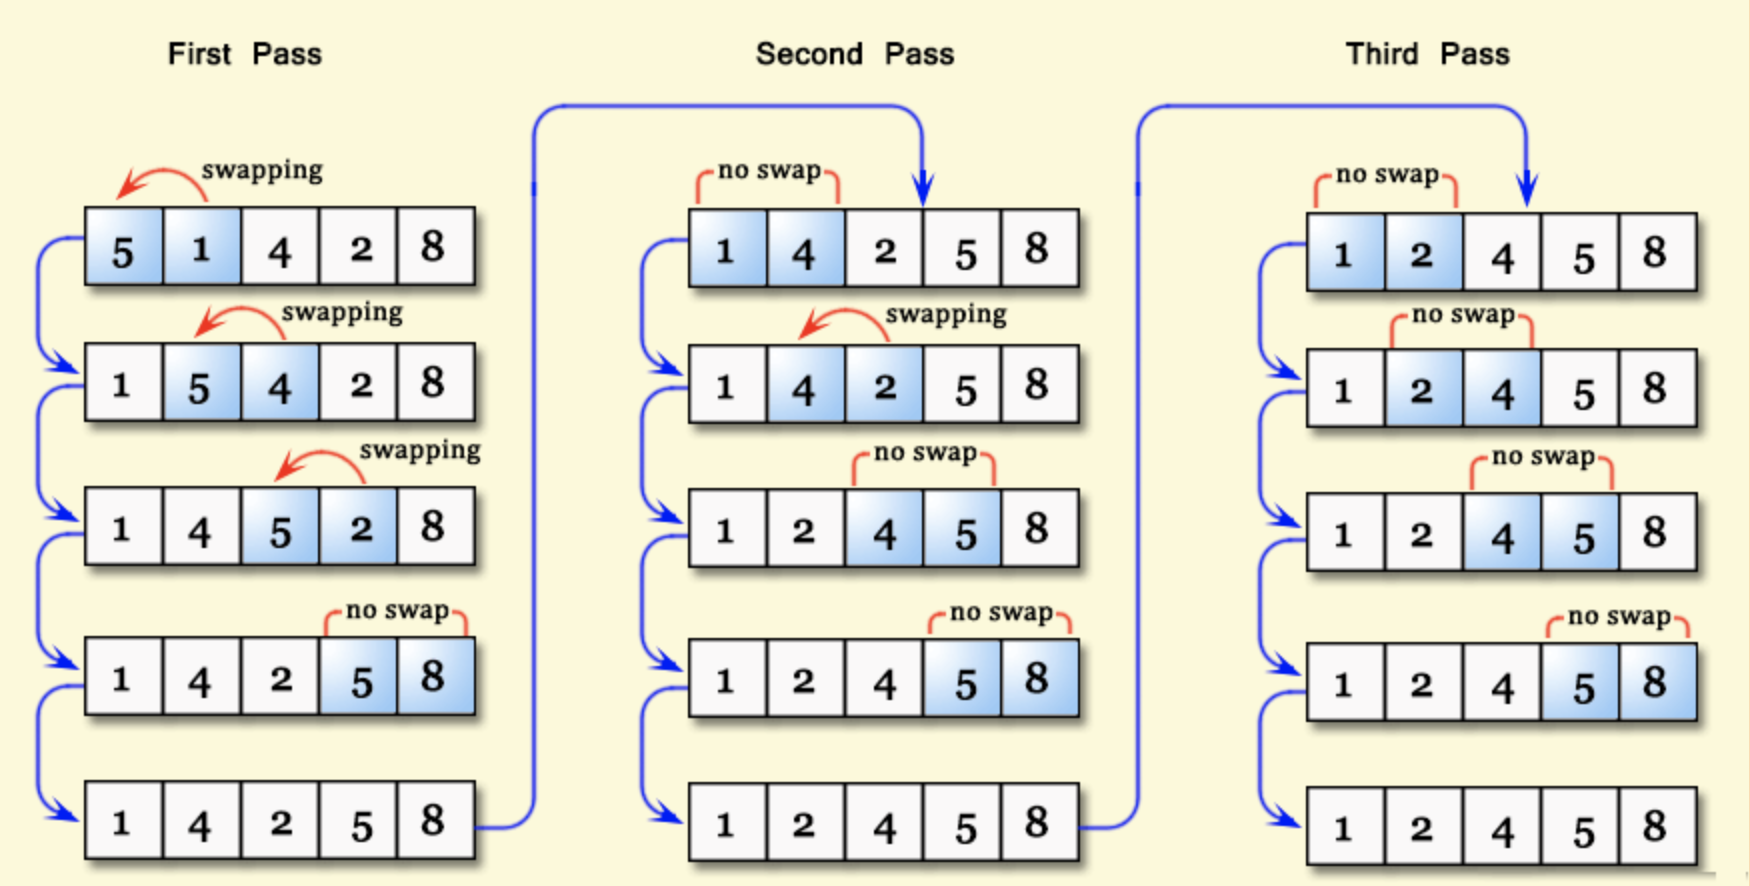 First Pass
swapping
5 1 4 2 8
swapping
1 5 4 2 8
swapping
1 4 5 2 8
no swap
1 4 2 5 8
1 4 2 5 8
Second Pass
no swap
1 4 2 5 8
swapping
1 4 2 5 8
no swap
1 2 4 5 8
no swap
1 2 4 5 8
1 2 4 5 8
Third Pass
no swap
1 2 4 5 8
no swap
1 2 4 5 8
no swap
1 2 4 5 8
no swap
1 2 4 5 8
1 2 4 5 8